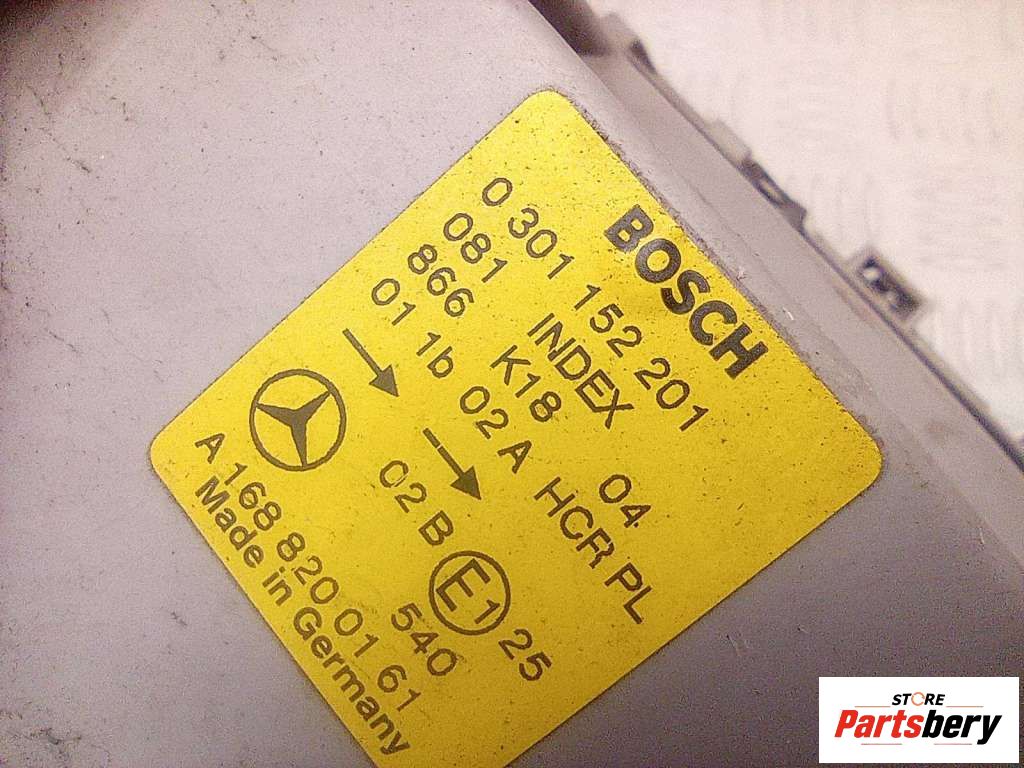 BOSCH
0 301 152 201
081 INDEX 04
866 K18
01 1b 02 A HCR PL
02 B E1 25
540
A 168 820 01 61
Made in Germany
STORE
Partsbery